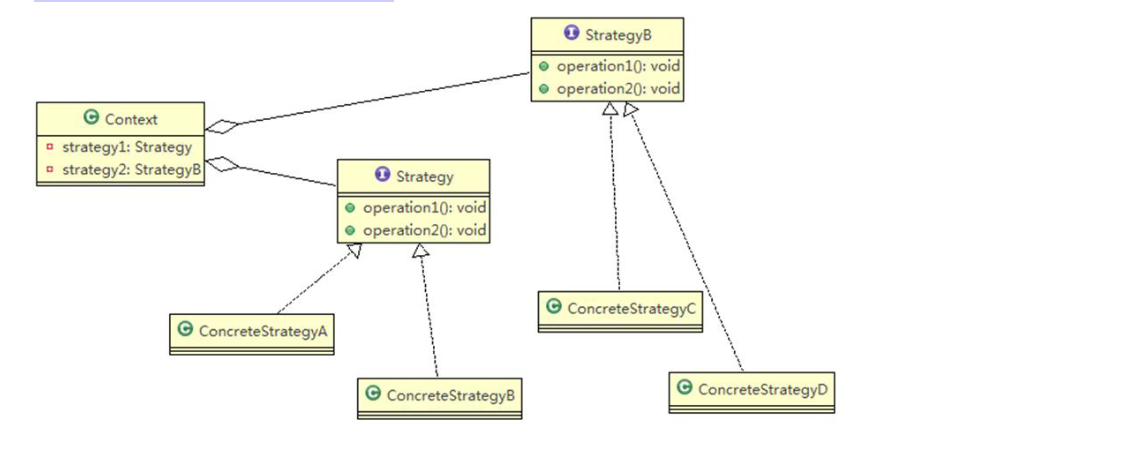 StrategyB
operation1(): void
operation2(): void
Context
strategy1: Strategy
strategy2: StrategyB
Strategy
operation1(): void
operation2(): void
ConcreteStrategyC
ConcreteStrategyA
ConcreteStrategyB
ConcreteStrategyD